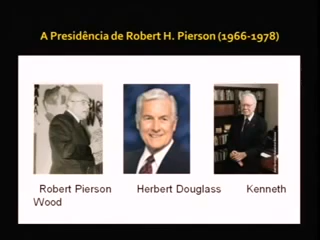 A Presidência de Robert H. Pierson (1966-1978)
Robert Pierson Herbert Douglass Kenneth
Wood